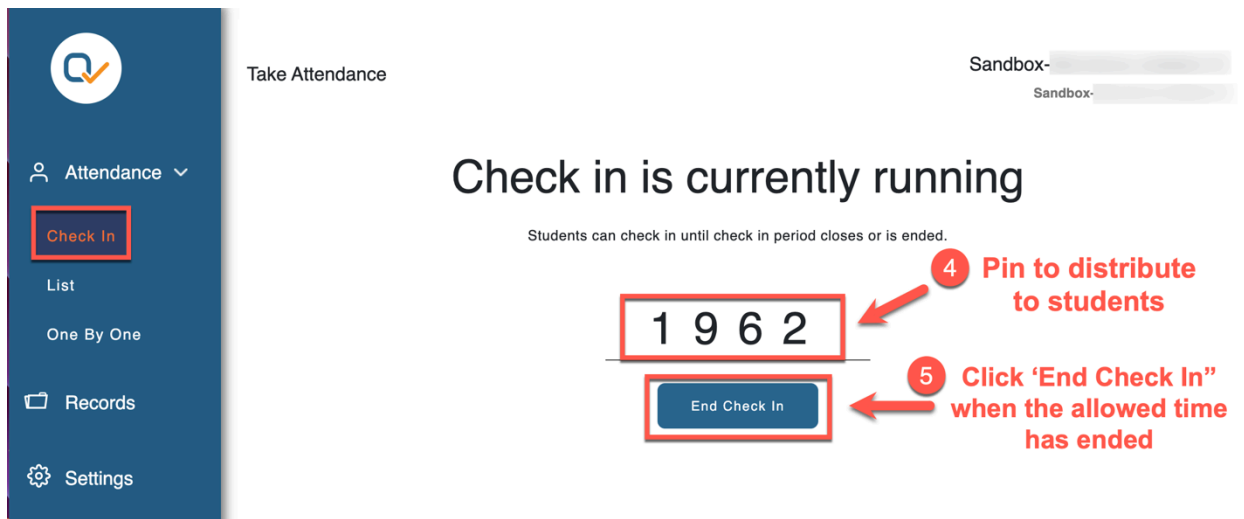 Take Attendance
Sandbox-
Sandbox-
Attendance
Check In
List
One By One
Records
Settings
Check in is currently running
Students can check in until check in period closes or is ended.
4 Pin to distribute
to students
1 9 6 2
5 Click ‘End Check In”
when the allowed time
has ended
End Check In